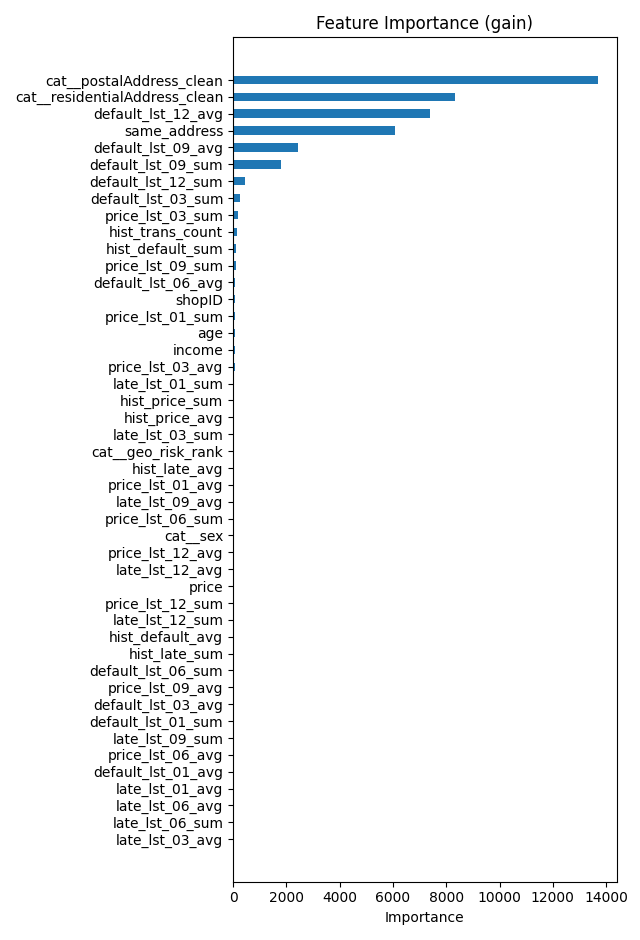 Feature Importance (gain)
cat__postalAddress_clean
cat__residentialAddress_clean
default_lst_12_avg
same_address
default_lst_09_avg
default_lst_09_sum
default_lst_12_sum
default_lst_03_sum
price_lst_03_sum
hist_trans_count
hist_default_sum
price_lst_09_sum
default_lst_06_avg
shopID
price_lst_01_sum
age
income
price_lst_03_avg
late_lst_01_sum
hist_price_sum
hist_price_avg
late_lst_03_sum
cat__geo_risk_rank
hist_late_avg
price_lst_01_avg
late_lst_09_avg
price_lst_06_sum
cat__sex
price_lst_12_avg
late_lst_12_avg
price
price_lst_12_sum
late_lst_12_sum
hist_default_avg
hist_late_sum
default_lst_06_sum
price_lst_09_avg
default_lst_03_avg
default_lst_01_sum
late_lst_09_sum
price_lst_06_avg
default_lst_01_avg
late_lst_01_avg
late_lst_06_avg
late_lst_06_sum
late_lst_03_avg
0 2000 4000 6000 8000 10000 12000 14000
Importance